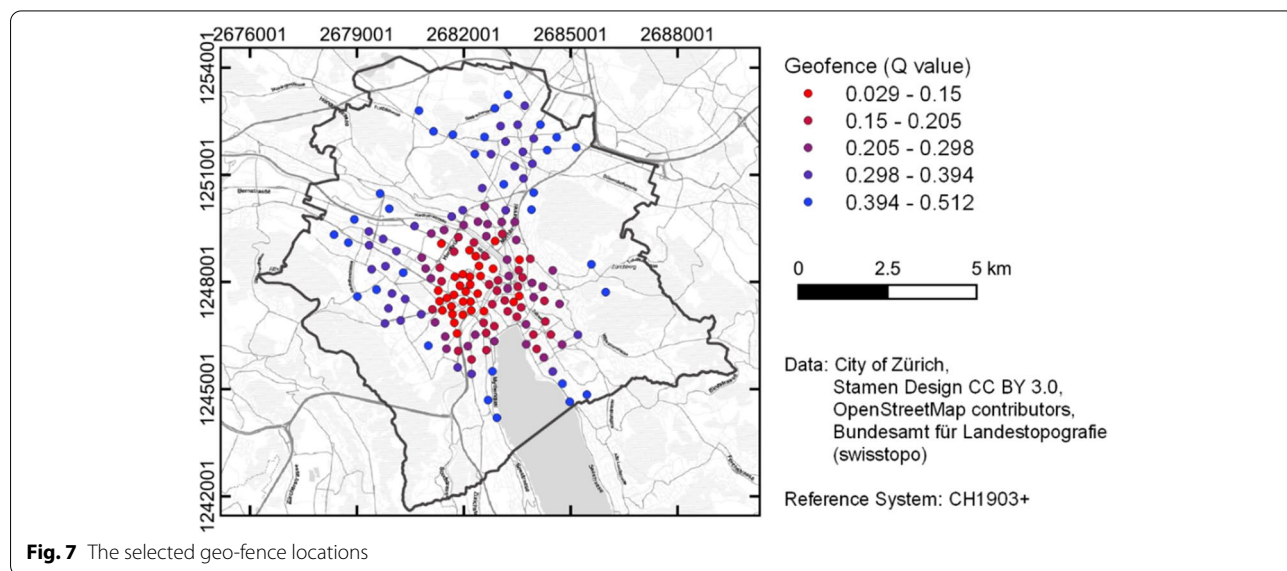 2676001 2679001 2682001 2685001 2688001
1254001
1251001
1248001
1245001
1242001
Geofence (Q value)
0.029 - 0.15
0.15 - 0.205
0.205 - 0.298
0.298 - 0.394
0.394 - 0.512
0 2.5 5 km
Data: City of Zürich,
Stamen Design CC BY 3.0,
OpenStreetMap contributors,
Bundesamt für Landestopografie
(swisstopo)
Reference System: CH1903+
Fig. 7 The selected geo-fence locations